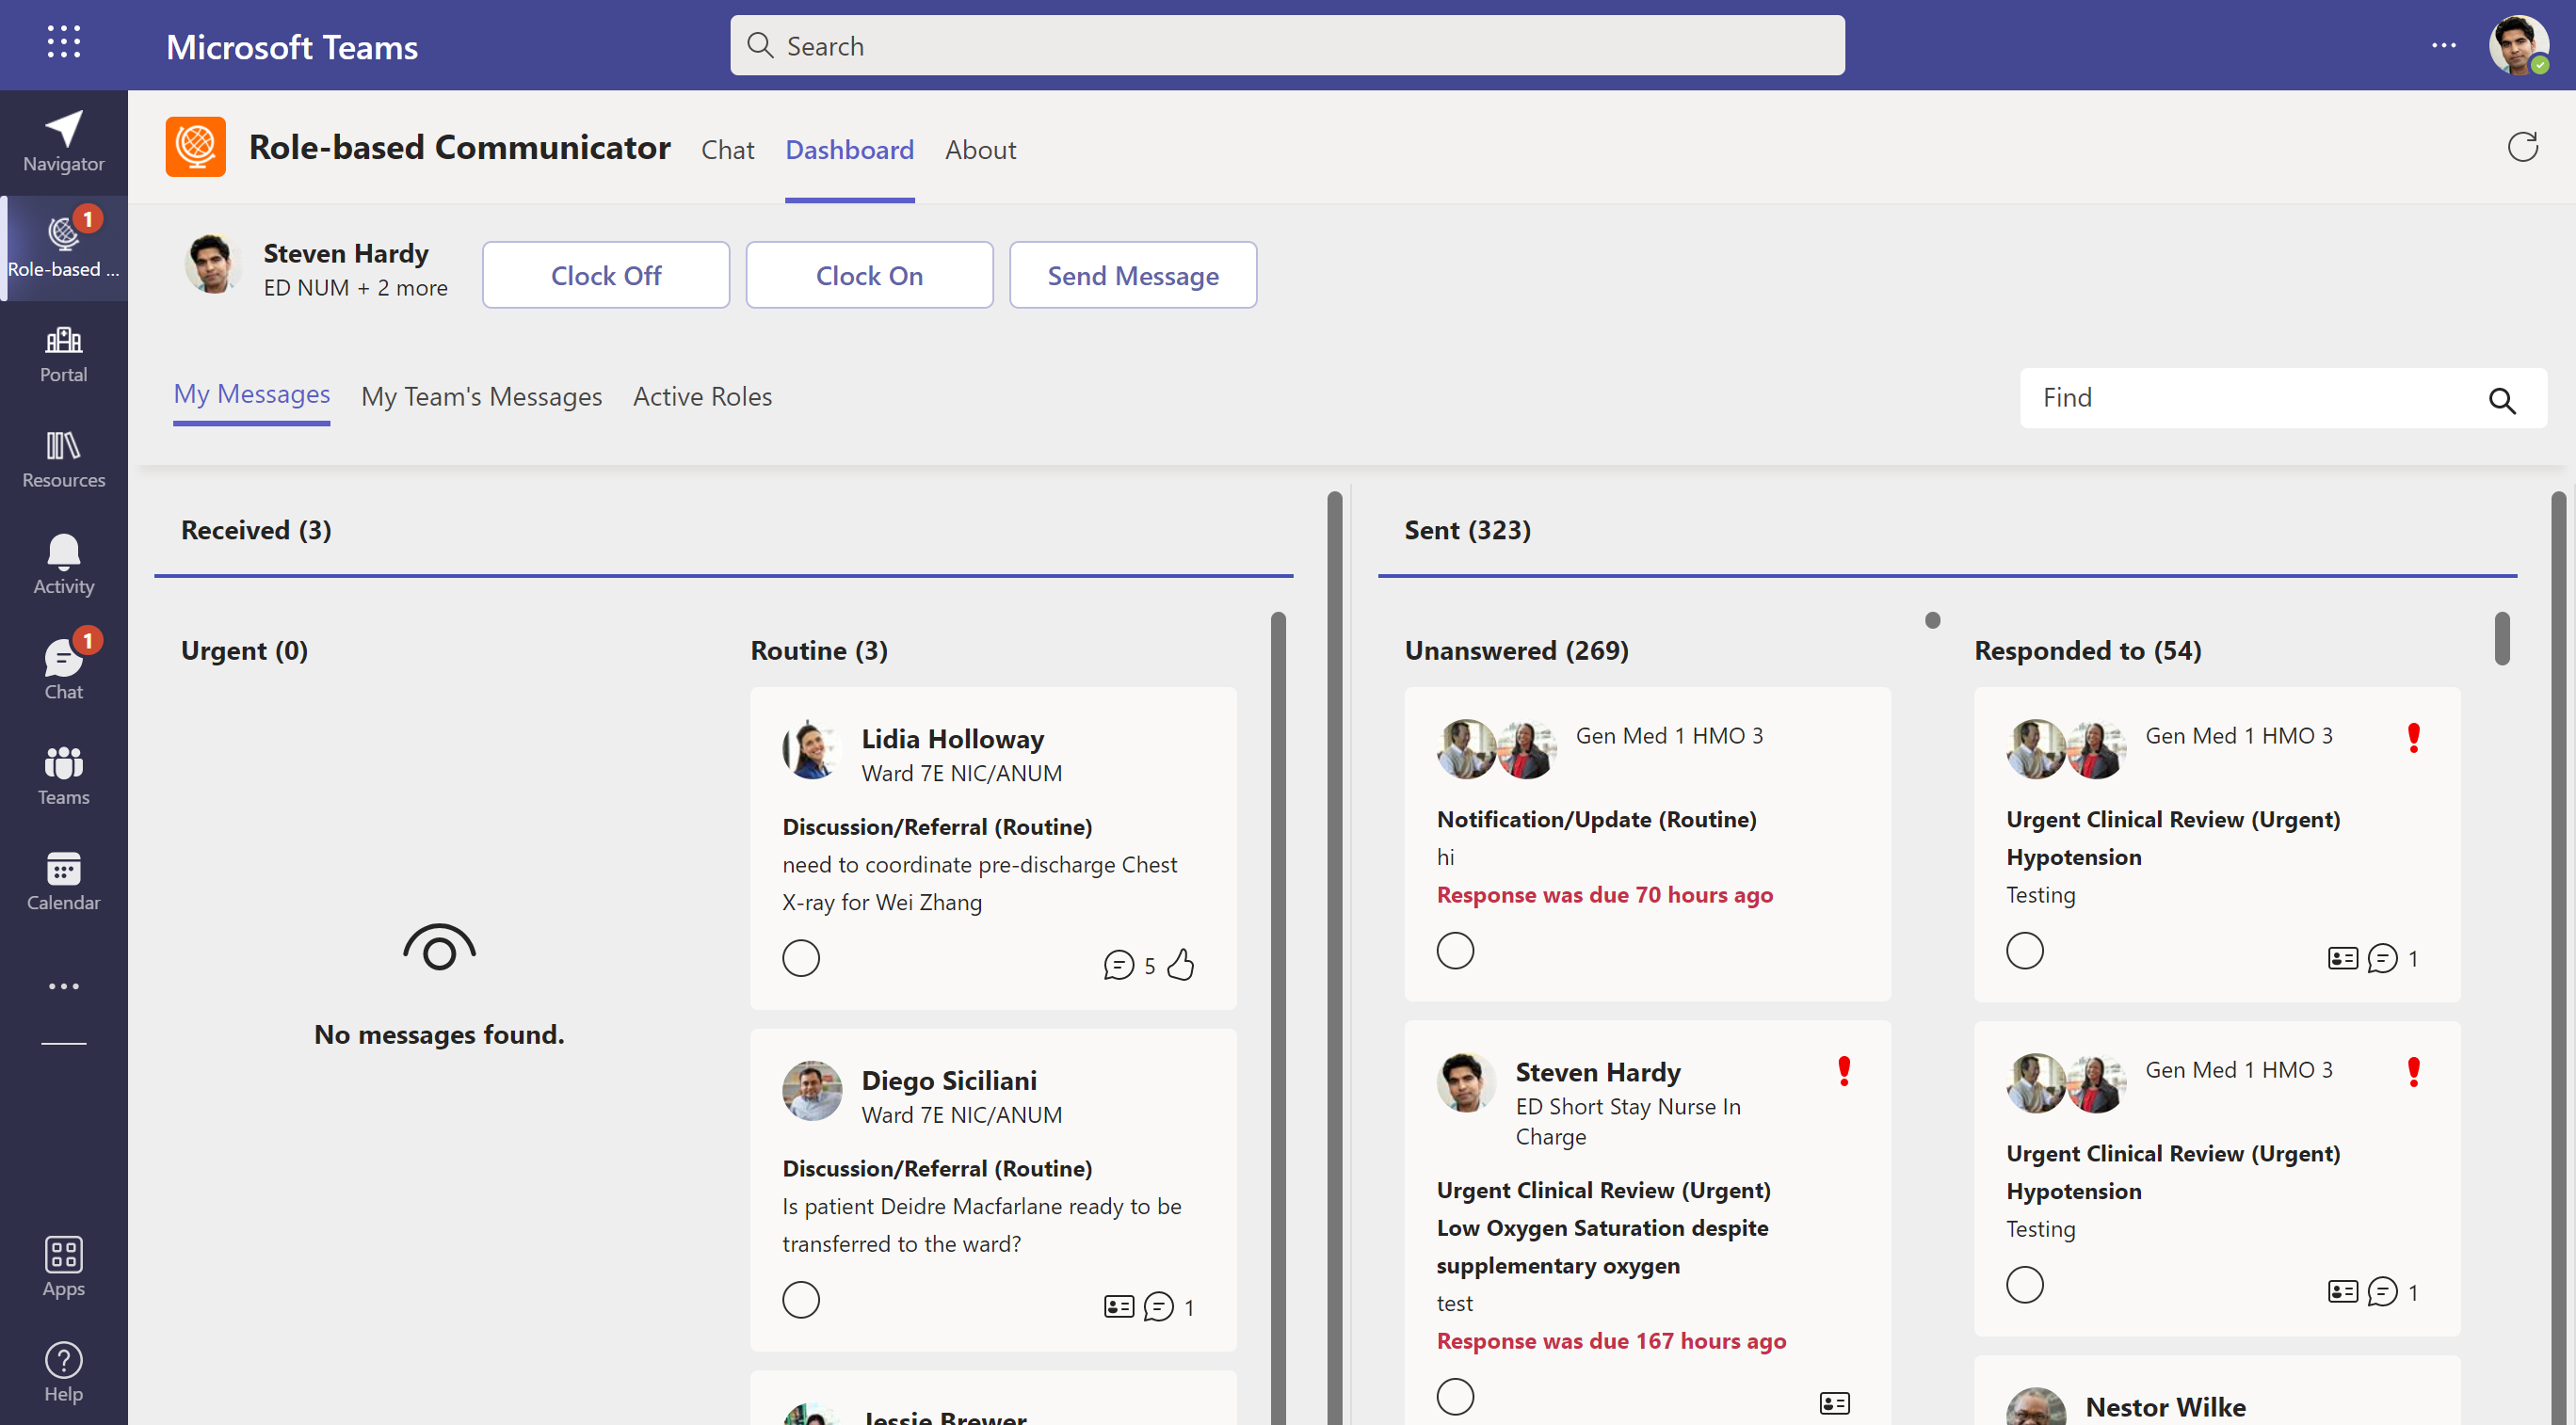 Microsoft Teams
Search
Navigator
1
Role-based ...
Portal
Resources
Activity
1
Chat
Teams
Calendar
Apps
Help
Role-based Communicator
Chat
Dashboard
About
Steven Hardy
ED NUM + 2 more
Clock Off
Clock On
Send Message
My Messages
My Team's Messages
Active Roles
Find
Received (3)
Urgent (0)
No messages found.
Routine (3)
Lidia Holloway
Ward 7E NIC/ANUM
Discussion/Referral (Routine)
need to coordinate pre-discharge Chest
X-ray for Wei Zhang
5
Diego Siciliani
Ward 7E NIC/ANUM
Discussion/Referral (Routine)
Is patient Deidre Macfarlane ready to be
transferred to the ward?
1
Jessie Brewer
Sent (323)
Unanswered (269)
Gen Med 1 HMO 3
Notification/Update (Routine)
hi
Response was due 70 hours ago
Steven Hardy
ED Short Stay Nurse In
Charge
Urgent Clinical Review (Urgent)
Low Oxygen Saturation despite
supplementary oxygen
test
Response was due 167 hours ago
Responded to (54)
Gen Med 1 HMO 3
Urgent Clinical Review (Urgent)
Hypotension
Testing
1
Gen Med 1 HMO 3
Urgent Clinical Review (Urgent)
Hypotension
Testing
1
Nestor Wilke